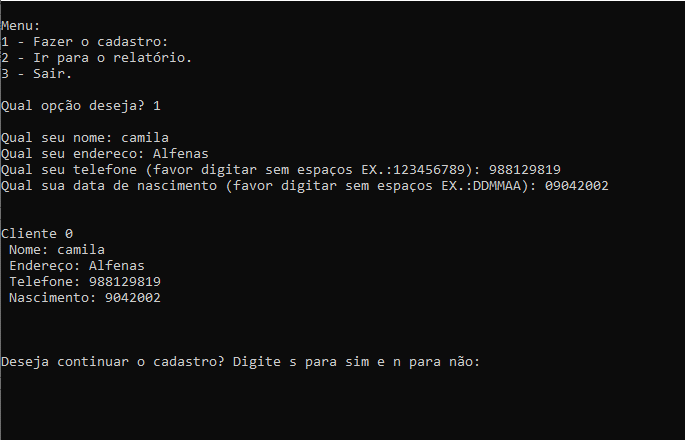 Menu:
1 - Fazer o cadastro:
2 - Ir para o relatório.
3 - Sair.
Qual opção deseja? 1
Qual seu nome: camila
Qual seu endereco: Alfenas
Qual seu telefone (favor digitar sem espaços EX.:123456789): 988129819
Qual sua data de nascimento (favor digitar sem espaços EX.:DDMMAA): 09042002
Cliente 0
Nome: camila
Endereço: Alfenas
Telefone: 988129819
Nascimento: 9042002
Deseja continuar o cadastro? Digite s para sim e n para não: